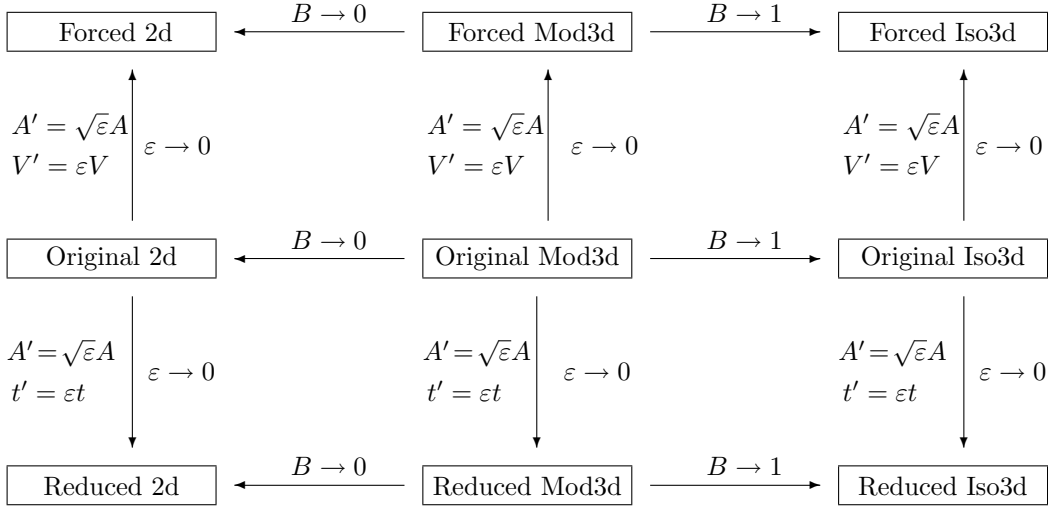 Forced 2d B → 0 Forced Mod3d B → 1 Forced Iso3d
A′ = √εA A′ = √εA A′ = √εA
ε → 0 ε → 0 ε → 0
V′ = εV V′ = εV V′ = εV
Original 2d B → 0 Original Mod3d B → 1 Original Iso3d
A′ = √εA A′ = √εA A′ = √εA
ε → 0 ε → 0 ε → 0
t′ = εt t′ = εt t′ = εt
Reduced 2d B → 0 Reduced Mod3d B → 1 Reduced Iso3d